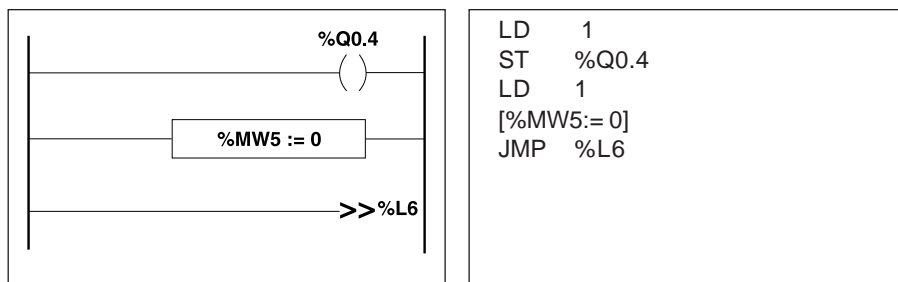 %Q0.4
( )
%MW5 := 0
>>%L6
LD 1
ST %Q0.4
LD 1
[%MW5:= 0]
JMP %L6